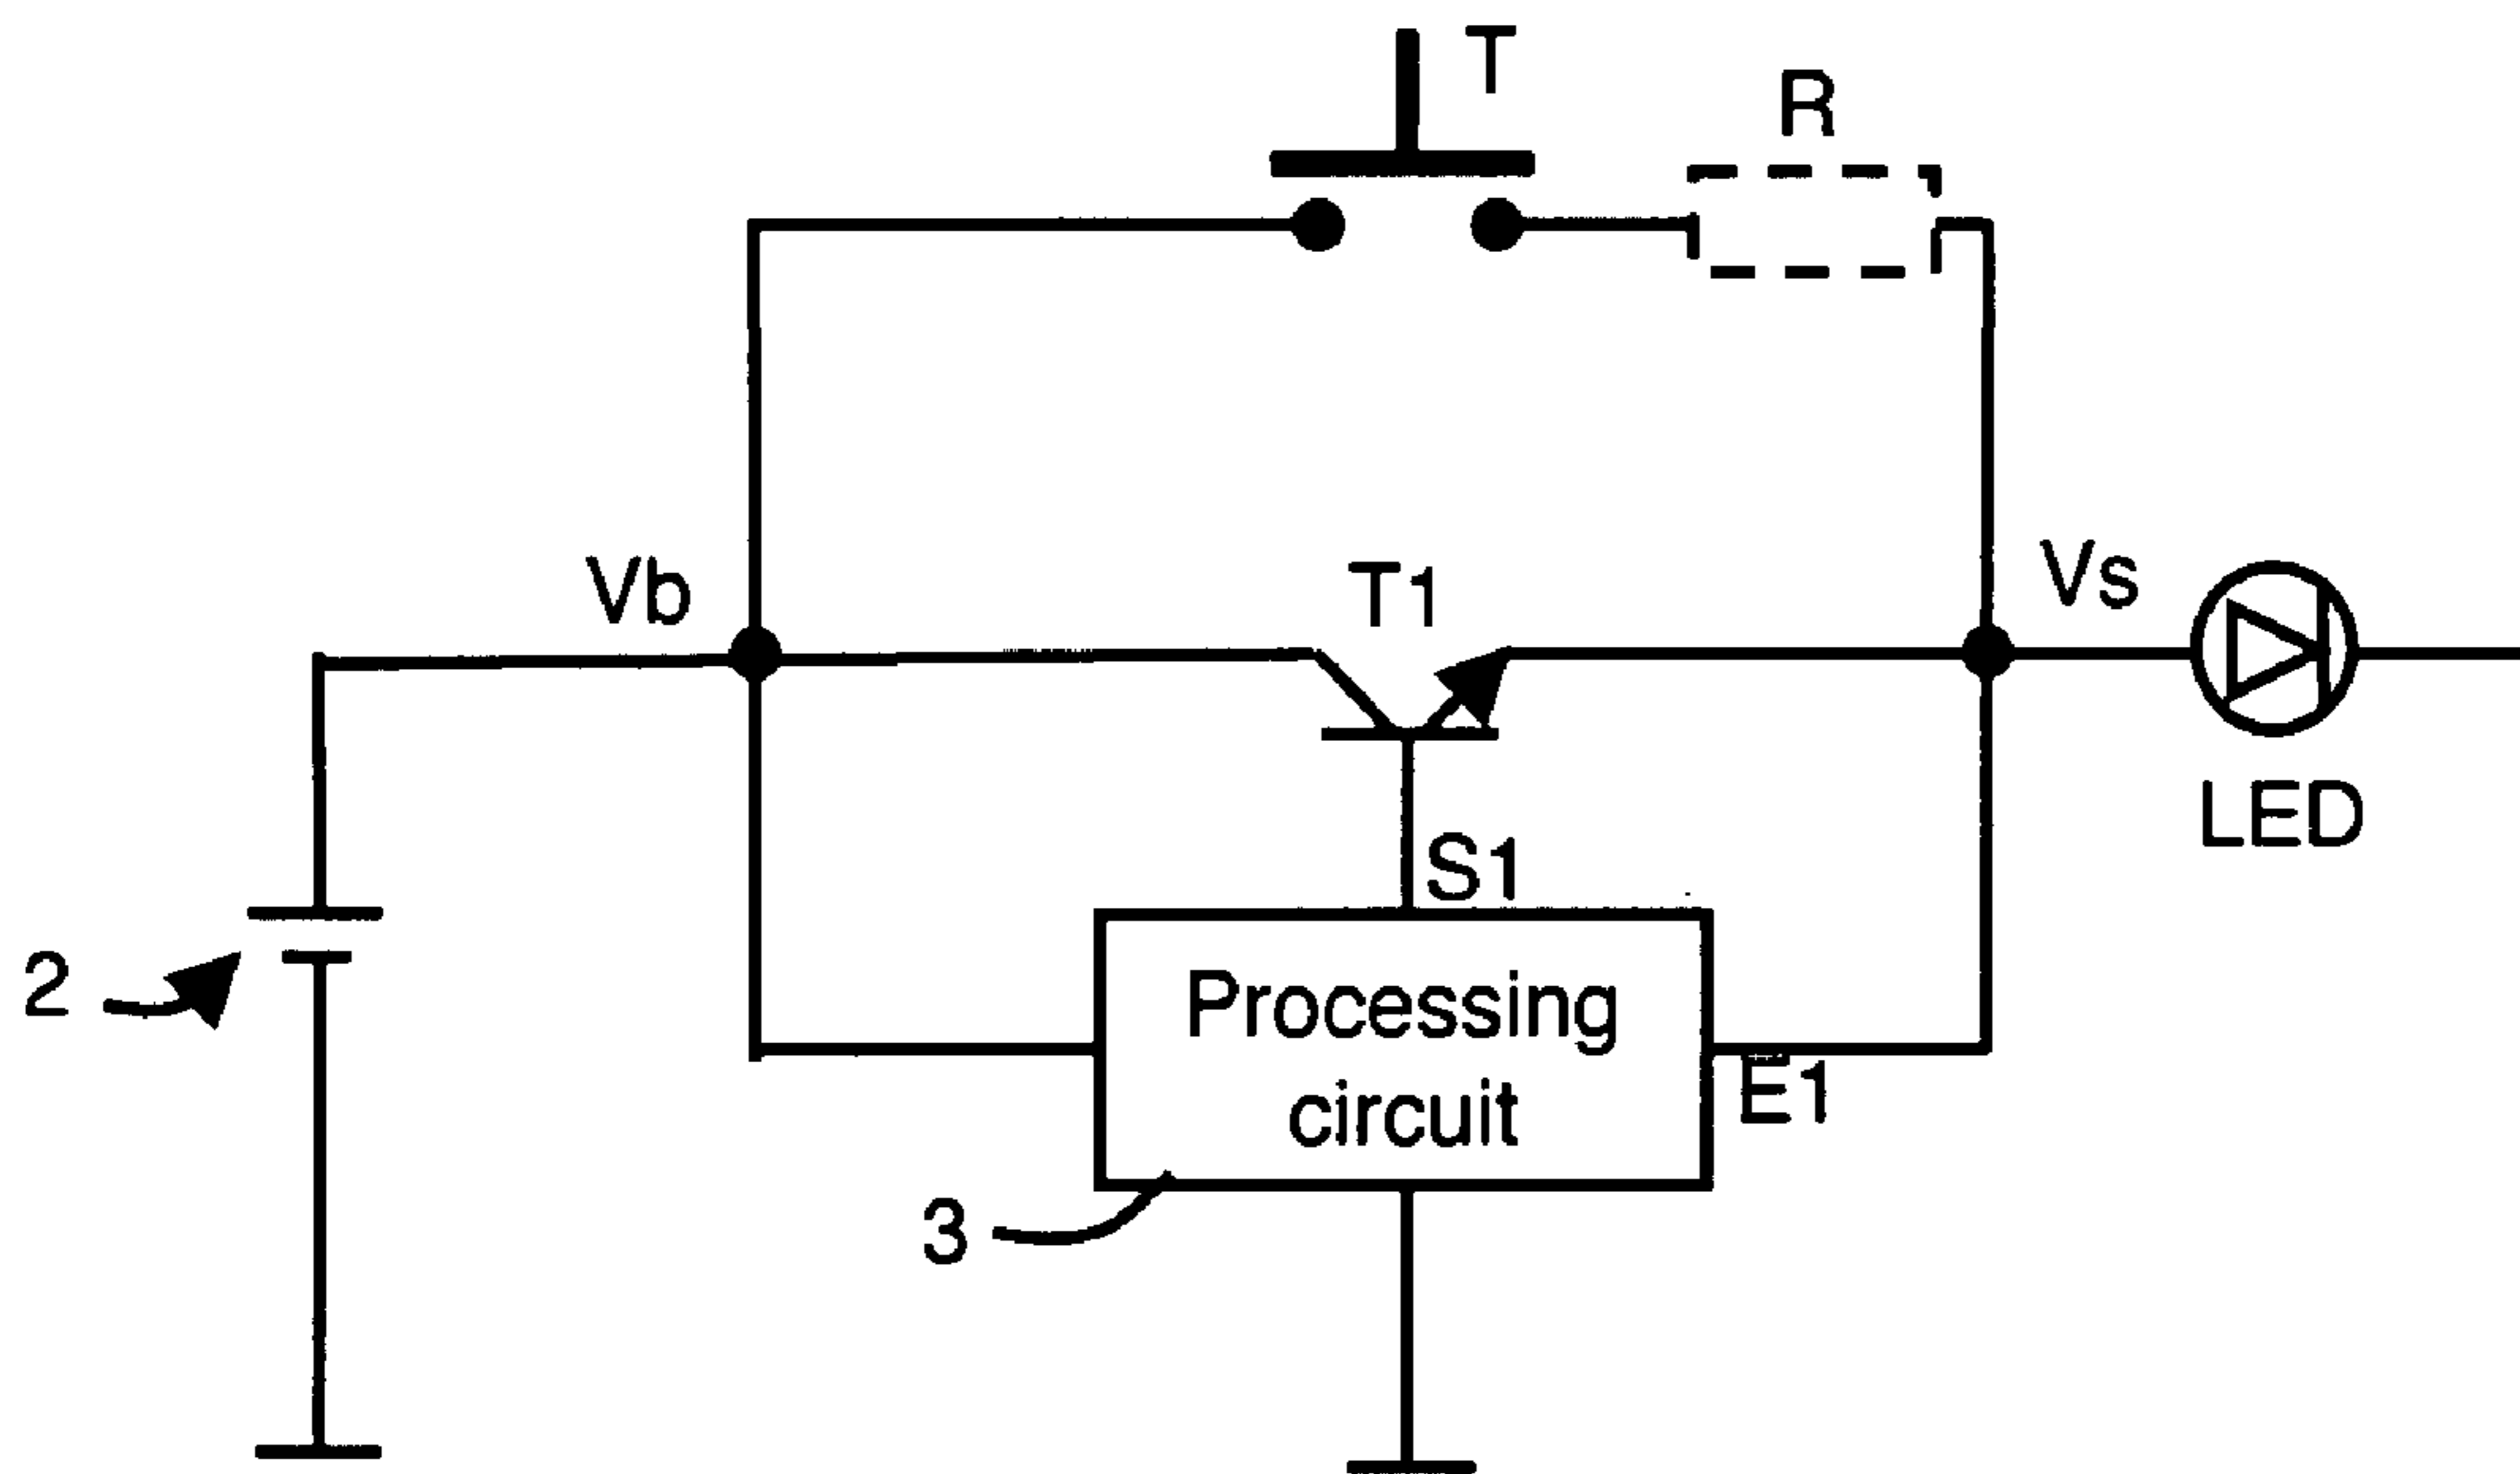 T
R
Vb
T1
Vs
LED
S1
2
Processing
circuit
E1
3